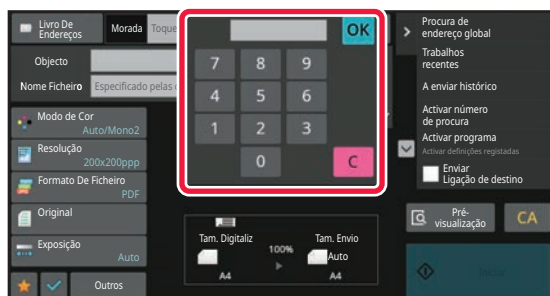 Livro De
Endereços
Morada
Toque
OK
Objecto
Nome Ficheiro
Especificado pelas
7 8 9
4 5 6
1 2 3
0 C
Modo de Cor
Auto/Mono2
Resolução
200x200ppp
Formato De Ficheiro
PDF
Original
Exposição
Auto
Outros
Tam. Digitaliz
A4
100%
Tam. Envio
Auto
A4
Procura de
endereço global
Trabalhos
recentes
A enviar histórico
Activar número
de procura
Activar programa
Activar definições registadas
Enviar
Ligação de destino
Pré-
visualização
CA